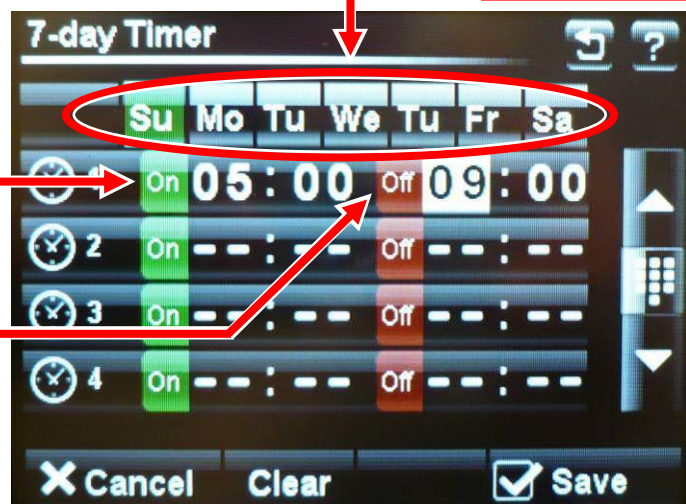 7-day Timer ?
Su Mo Tu We Tu Fr Sa
1 On 05:00 Off 09:00
2 On --:-- Off --:--
3 On --:-- Off --:--
4 On --:-- Off --:--
Cancel Clear Save